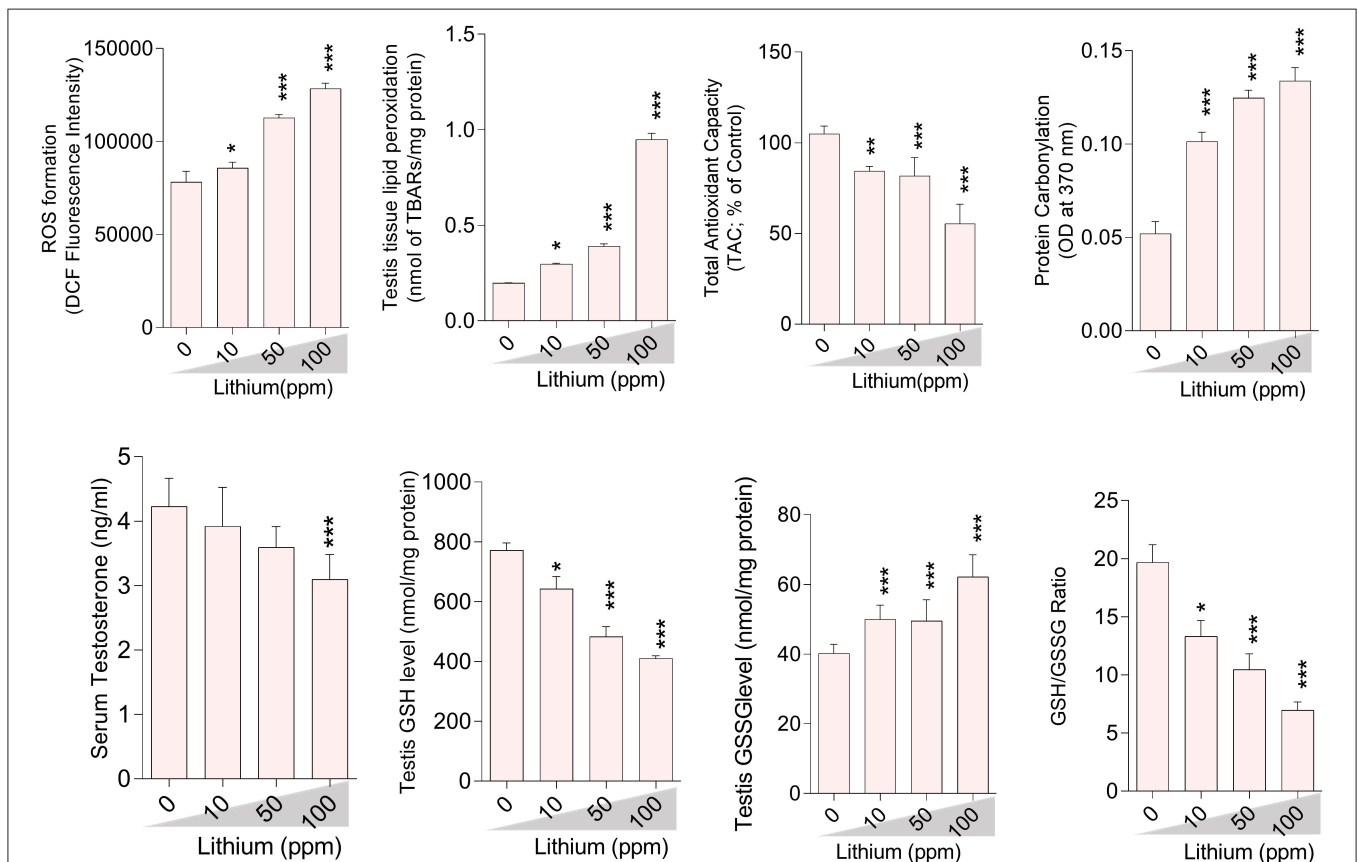 ROS formation
(DCF Fluorescence Intensity)
150000
100000
50000
0
*
***
***
0 10 50 100
Lithium(ppm)
Testis tissue lipid peroxidation
(nmol of TBARs/mg protein)
1.5
1.0
0.5
0.0
*
***
***
0 10 50 100
Lithium (ppm)
Total Antioxidant Capacity
(TAC; % of Control)
150
100
50
0
**
***
***
0 10 50 100
Lithium(ppm)
Protein Carbonylation
(OD at 370 nm)
0.15
0.10
0.05
0.00
***
***
***
0 10 50 100
Lithium (ppm)
Serum Testosterone (ng/ml)
5
4
3
2
1
0
***
0 10 50 100
Lithium (ppm)
Testis GSH level (nmol/mg protein)
1000
800
600
400
200
0
*
***
***
0 10 50 100
Lithium (ppm)
Testis GSSGlevel (nmol/mg protein)
80
60
40
20
0
***
***
***
0 10 50 100
Lithium (ppm)
GSH/GSSG Ratio
25
20
15
10
5
0
*
***
***
0 10 50 100
Lithium (ppm)